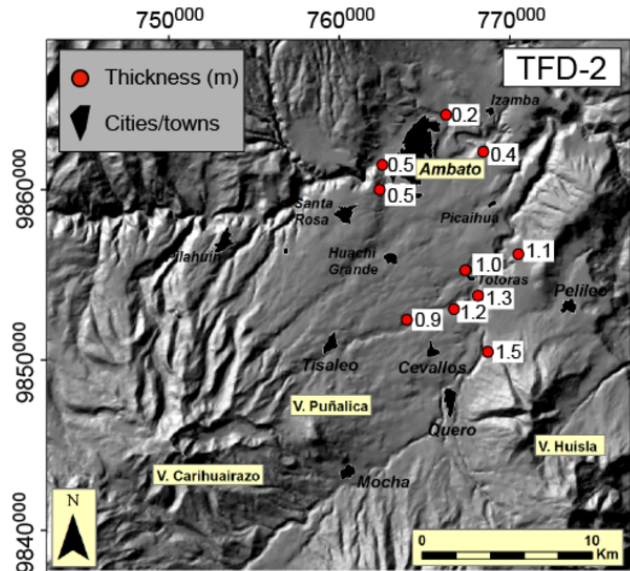 750000
760000
770000
TFD-2
Thickness (m)
Cities/towns
Izamba
0.2
0.4
0.5
Ambato
9860000
0.5
Santa
Rosa
Picaihua
Pilahuin
Huachi
Grande
1.1
1.0
Totoras
Pelileo
1.3
1.2
0.9
9850000
1.5
Tisaleo
Cevallos
V. Puñalica
Quero
V. Huisla
V. Carihuairazo
Mocha
N
9840000
0
10
Km